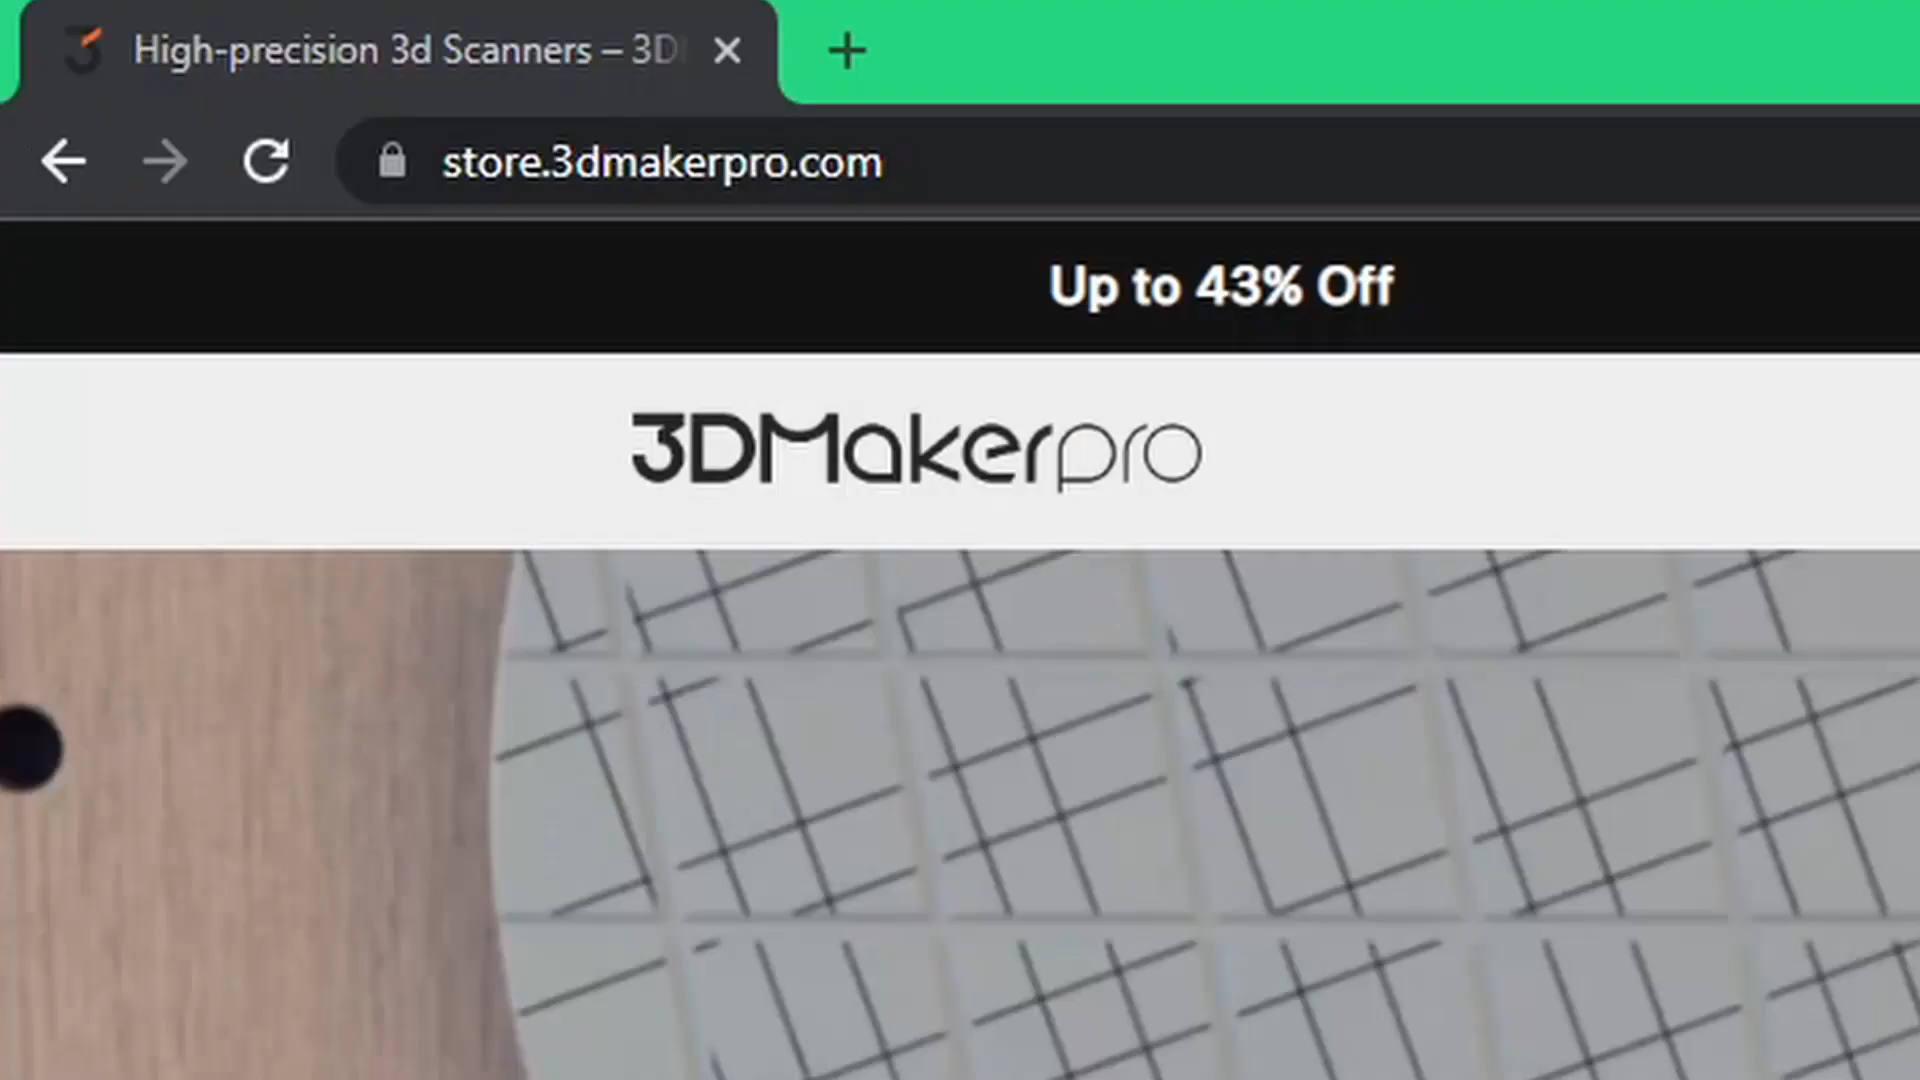 High-precision 3d Scanners – 3D
store.3dmakerpro.com
Up to 43% Off
3DMakerpro